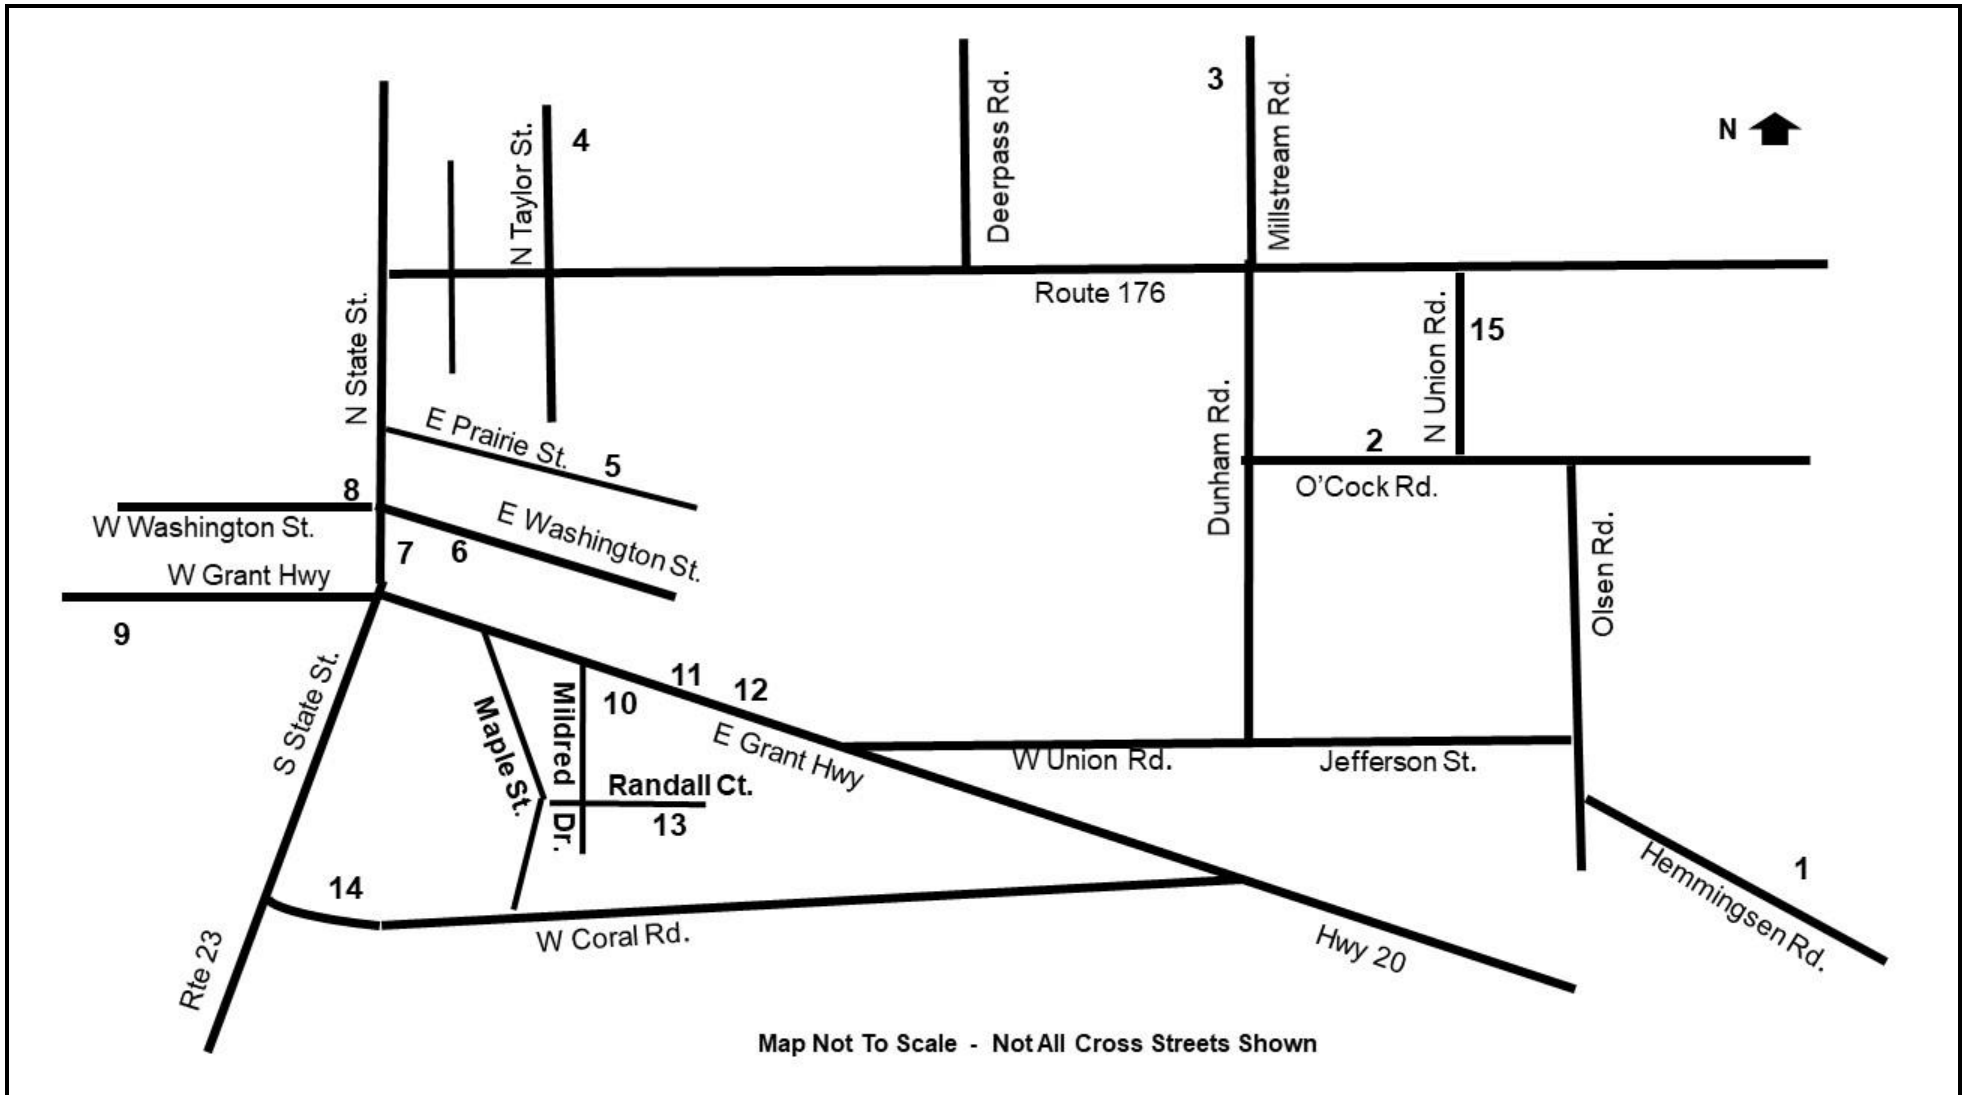 3
N
4
N Taylor St.
Deerpass Rd.
Millstream Rd.
Route 176
N State St.
N Union Rd.
15
E Prairie St.
5
Dunham Rd.
2
O'Cock Rd.
8
W Washington St.
E Washington St.
7
6
W Grant Hwy
9
Olsen Rd.
S State St.
Maple St.
Mildred Dr.
10
11
12
E Grant Hwy
W Union Rd.
Jefferson St.
Randall Ct.
13
14
W Coral Rd.
Rte 23
Hwy 20
Hemmingsen Rd.
1
Map Not To Scale - Not All Cross Streets Shown